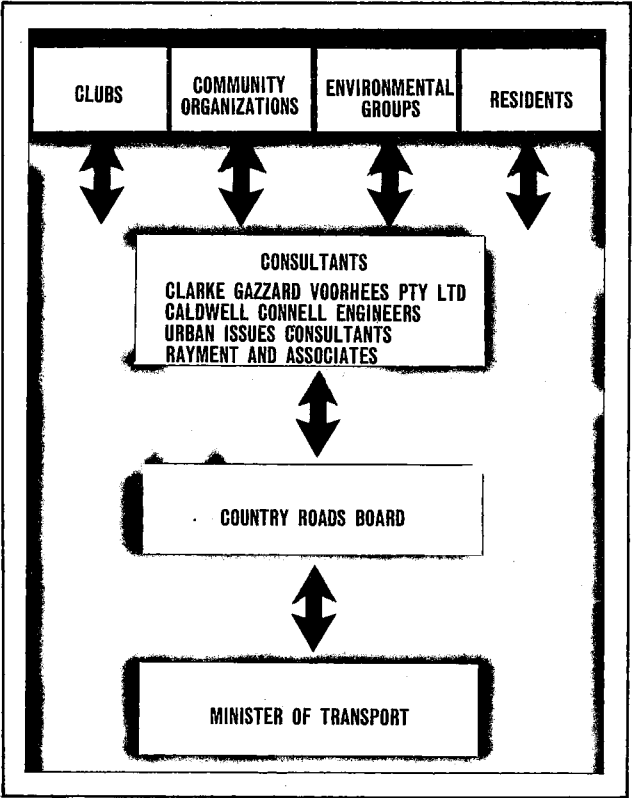 CLUBS
COMMUNITY
ORGANIZATIONS
ENVIRONMENTAL
GROUPS
RESIDENTS
CONSULTANTS
CLARKE GAZZARD VOORHEES PTY LTD
CALDWELL CONNELL ENGINEERS
URBAN ISSUES CONSULTANTS
RAYMENT AND ASSOCIATES
COUNTRY ROADS BOARD
MINISTER OF TRANSPORT